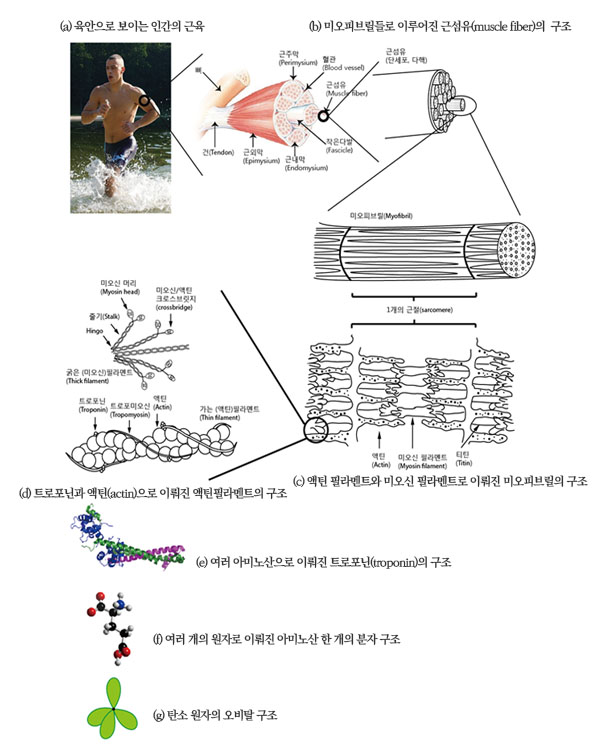 (a) 육안으로 보이는 인간의 근육
(b) 미오피브릴들로 이루어진 근섬유(muscle fiber)의 구조
뼈
근주막
(Perimysium)
혈관
(Blood vessel)
근섬유
(Muscle fiber)
근섬유
(단세포, 다핵)
건(Tendon)
근외막
(Epimysium)
근내막
(Endomysium)
작은다발
(Fascicle)
미오피브릴(Myofibril)
1개의 근절(sarcomere)
미오신 머리
(Myosin head)
미오신/액틴
크로스브릿지
(crossbridge)
줄기(Stalk)
Hingo
굵은 (미오신)필라멘트
(Thick filament)
트로포닌
(Troponin)
트로포미오신
(Tropomyosin)
액틴
(Actin)
가는 (액틴)필라멘트
(Thin filament)
액틴
(Actin)
미오신 필라멘트
(Myosin filament)
티틴
(Titin)
(c) 액틴 필라멘트와 미오신 필라멘트로 이뤄진 미오피브릴의 구조
(d) 트로포닌과 액틴(actin)으로 이뤄진 액틴필라멘트의 구조
(e) 여러 아미노산으로 이뤄진 트로포닌(troponin)의 구조
(f) 여러 개의 원자로 이뤄진 아미노산 한 개의 분자 구조
(g) 탄소 원자의 오비탈 구조